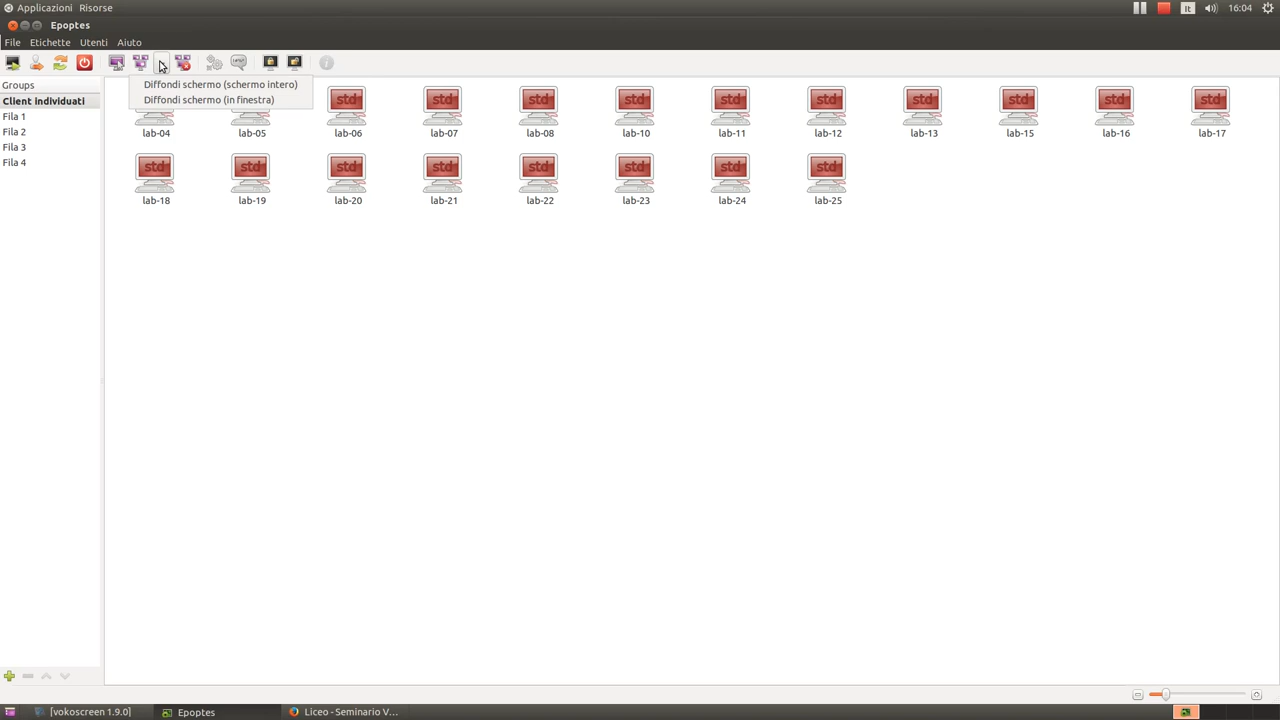 Applicazioni Risorse It 16:04
Epoptes
File Etichette Utenti Aiuto
Groups
Client individuati
Fila 1
Fila 2
Fila 3
Fila 4
Diffondi schermo (schermo intero)
Diffondi schermo (in finestra)
std std std std std std std std std std
lab-04 lab-05 lab-06 lab-07 lab-08 lab-10 lab-11 lab-12 lab-13 lab-15 lab-16 lab-17
std std std std std std std std
lab-18 lab-19 lab-20 lab-21 lab-22 lab-23 lab-24 lab-25
[vokoscreen 1.9.0] Epoptes Liceo - Seminario V...